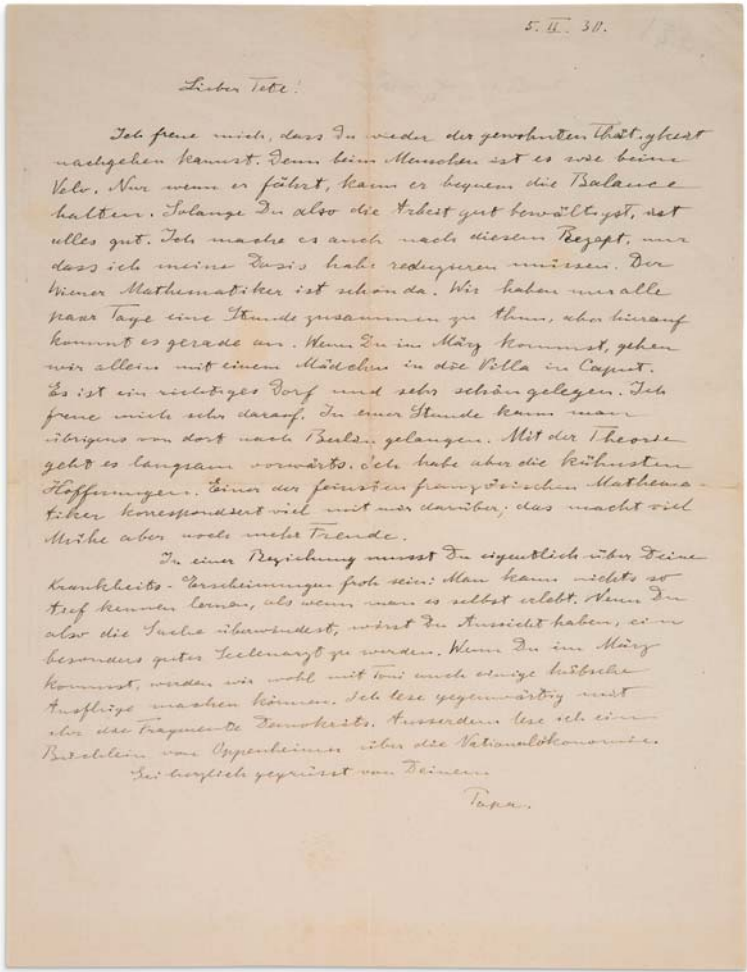 5. II. 30.
Lieber Tete!
Ich freue mich, dass Du wieder der gewohnten Thätigkeit
nachgehen kannst. Denn beim Menschen ist es wie beim
Velo. Nur wenn er fährt, kann er bequem die Balance
halten. Solange Du also die Arbeit gut bewältigst, ist
alles gut. Ich mache es auch nach diesem Rezept, nur
dass ich meine Dosis habe reduzieren müssen. Der
Wiener Mathematiker ist schon da. Wir haben nur alle
paar Tage eine Stunde zusammen zu thun, aber hierauf
kommt es gerade an. Wenn Du im März kommst, gehen
wir allein mit einem Mädchen in die Villa in Caput.
Es ist ein richtiges Dorf und sehr schön gelegen. Ich
freue mich sehr darauf. In einer Stunde kann man
übrigens von dort nach Berlin gelangen. Mit der Theorie
geht es langsam vorwärts. Ich habe aber die kühnsten
Hoffnungen. Einer der feinsten französischen Mathema-
tiker korrespondiert viel mit mir darüber; das macht viel
Mühe aber noch mehr Freude.
In einer Beziehung musst Du eigentlich über Deine
Krankheits-Erscheinungen froh sein: Man kann nichts so
tief kennen lernen, als wenn man es selbst erlebt. Wenn Du
also die Sache überwindest, wirst Du Aussicht haben, ein
besonders guter Seelenarzt zu werden. Wenn Du im März
kommst, werden wir wohl mit Toni auch einige hübsche
Ausflüge machen können. Ich lese gegenwärtig mit
ihr die Fragmente Demokrits. Ausserdem lese ich ein
Büchlein von Oppenheimer über die Nationalökonomie.
Sei herzlich gegrüsst von Deinem
Papa.